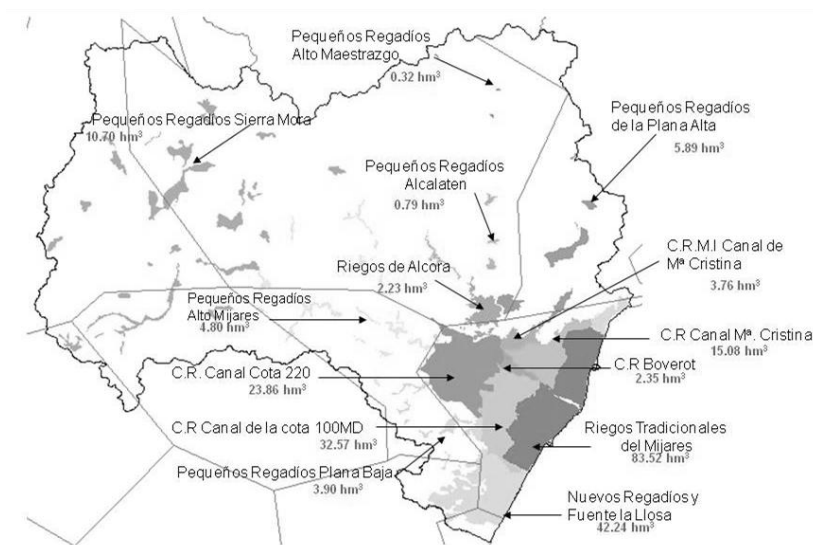 Pequeños Regadíos
Alto Maestrazgo
0.32 hm³
Pequeños Regadíos Sierra Mora
10.70 hm³
Pequeños Regadíos
de la Plana Alta
5.89 hm³
Pequeños Regadíos
Alcalaten
0.79 hm³
C.R.M.I Canal de
Mª Cristina
3.76 hm³
Riegos de Alcora
2.23 hm³
Pequeños Regadíos
Alto Mijares
4.80 hm³
C.R Canal Mª. Cristina
15.08 hm³
C.R. Canal Cota 220
23.86 hm³
C.R Boverot
2.35 hm³
C.R Canal de la cota 100MD
32.57 hm³
Riegos Tradicionales
del Mijares
83.52 hm³
Pequeños Regadíos Plana Baja
3.90 hm³
Nuevos Regadíos y
Fuente la Llosa
42.24 hm³